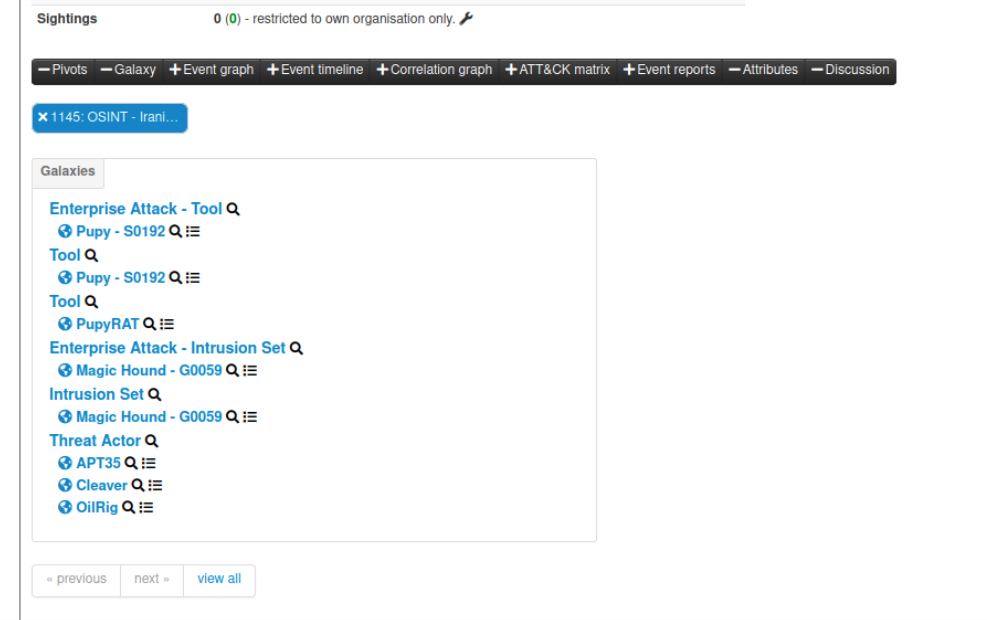 Sightings 0 (0) - restricted to own organisation only.
Pivots Galaxy Event graph Event timeline Correlation graph ATT&CK matrix Event reports Attributes Discussion
1145: OSINT - Irani...
Galaxies
Enterprise Attack - Tool
Pupy - S0192
Tool
Pupy - S0192
Tool
PupyRAT
Enterprise Attack - Intrusion Set
Magic Hound - G0059
Intrusion Set
Magic Hound - G0059
Threat Actor
APT35
Cleaver
OilRig
« previous next » view all